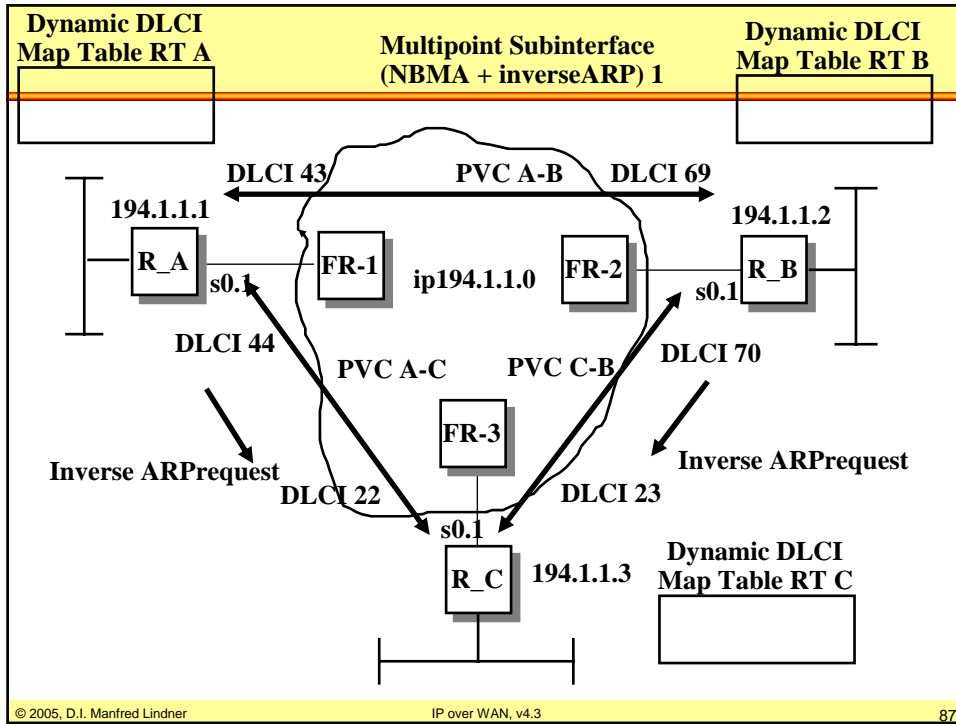 Dynamic DLCI
Map Table RT A
Multipoint Subinterface
(NBMA + inverseARP) 1
Dynamic DLCI
Map Table RT B
DLCI 43
PVC A-B
DLCI 69
194.1.1.1
194.1.1.2
R_A
FR-1
ip194.1.1.0
FR-2
R_B
s0.1
s0.1
DLCI 44
DLCI 70
PVC A-C
PVC C-B
FR-3
Inverse ARPrequest
Inverse ARPrequest
DLCI 22
DLCI 23
s0.1
R_C
194.1.1.3
Dynamic DLCI
Map Table RT C
© 2005, D.I. Manfred Lindner
IP over WAN, v4.3
87